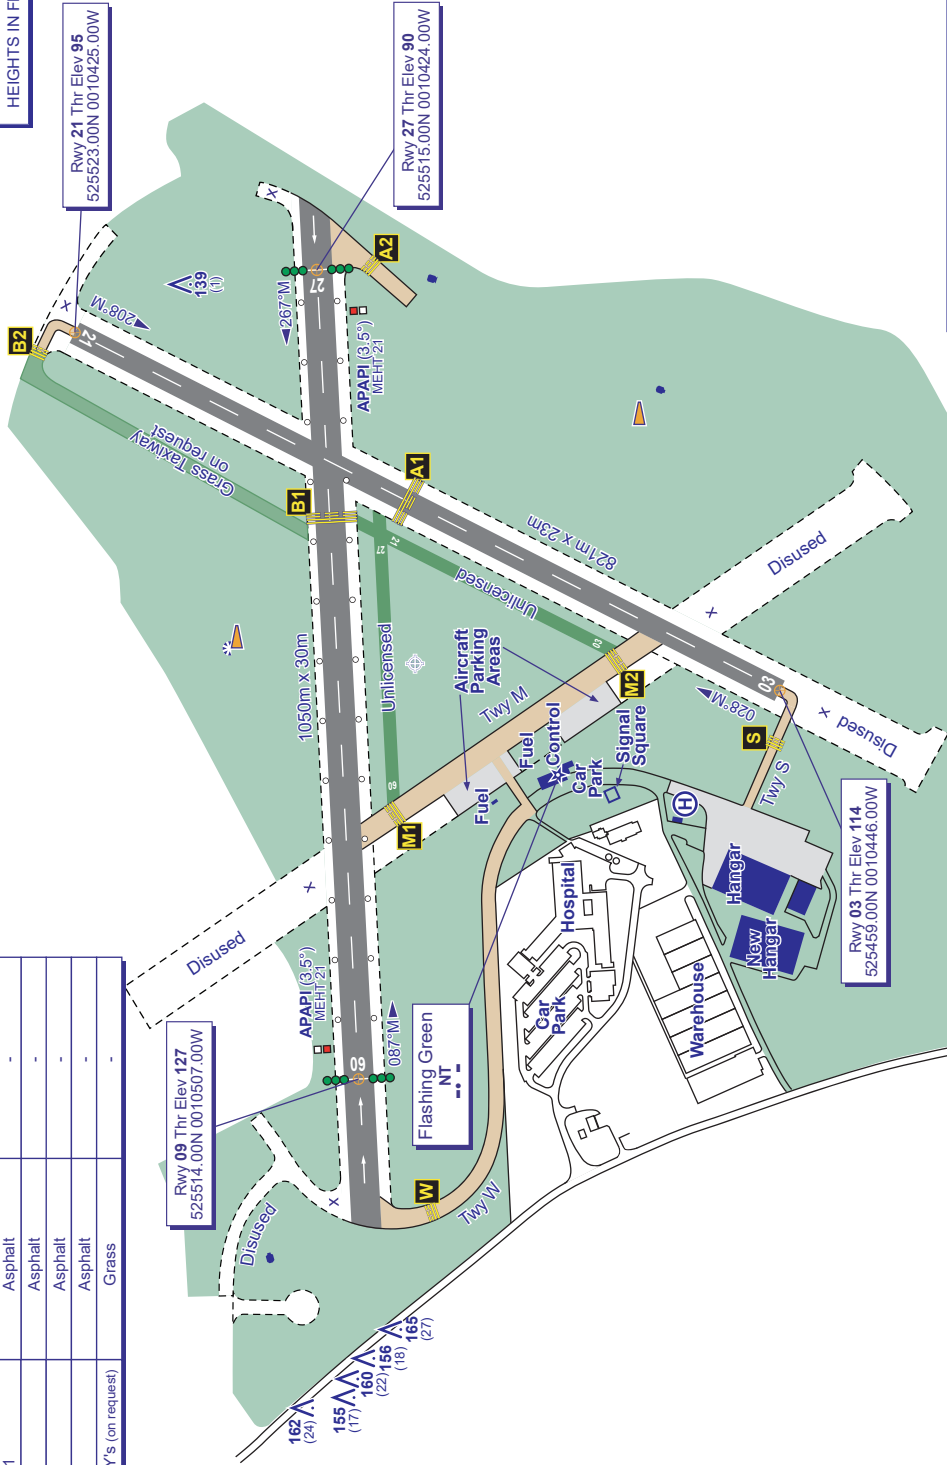 HEIGHTS IN F
Rwy 21 Thr Elev 95
525523.00N 0010425.00W
Rwy 27 Thr Elev 90
525515.00N 0010424.00W
B2
208°M
21
x
x
139
(1)
267°M
27
A2
APAPI (3.5°)
MEHT 21
Grass Taxiway
on request
B1
A1
27
21
821m x 23m
Unlicensed
Disused
x
1050m x 30m
Unlicensed
Aircraft
Parking
Areas
03
M2
Twy M
03
028°M
x
Disused
S
Twy S
Fuel
Control
Car
Park
Signal
Square
Fuel
09
M1
H
Rwy 03 Thr Elev 114
525459.00N 0010446.00W
Hangar
New
Hangar
Hospital
Car
Park
Warehouse
Disused
x
APAPI (3.5°)
MEHT 21
087°M
09
Flashing Green
NT
Rwy 09 Thr Elev 127
525514.00N 0010507.00W
x
W
Twy W
Disused
162
(24)
155
(17)
160
(22)
156
(18)
165
(27)
1
Asphalt
-
Asphalt
-
Asphalt
-
Asphalt
-
Y's (on request)
Grass
-